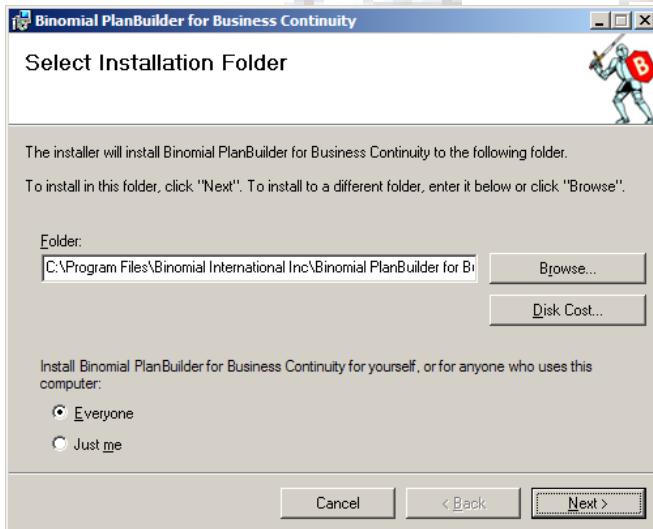 Binomial PlanBuilder for Business Continuity
Select Installation Folder
B
The installer will install Binomial PlanBuilder for Business Continuity to the following folder.
To install in this folder, click "Next". To install to a different folder, enter it below or click "Browse".
Folder:
C:\Program Files\Binomial International Inc\Binomial PlanBuilder for B
Browse...
Disk Cost...
Install Binomial PlanBuilder for Business Continuity for yourself, or for anyone who uses this
computer:
Everyone
Just me
Cancel
< Back
Next >